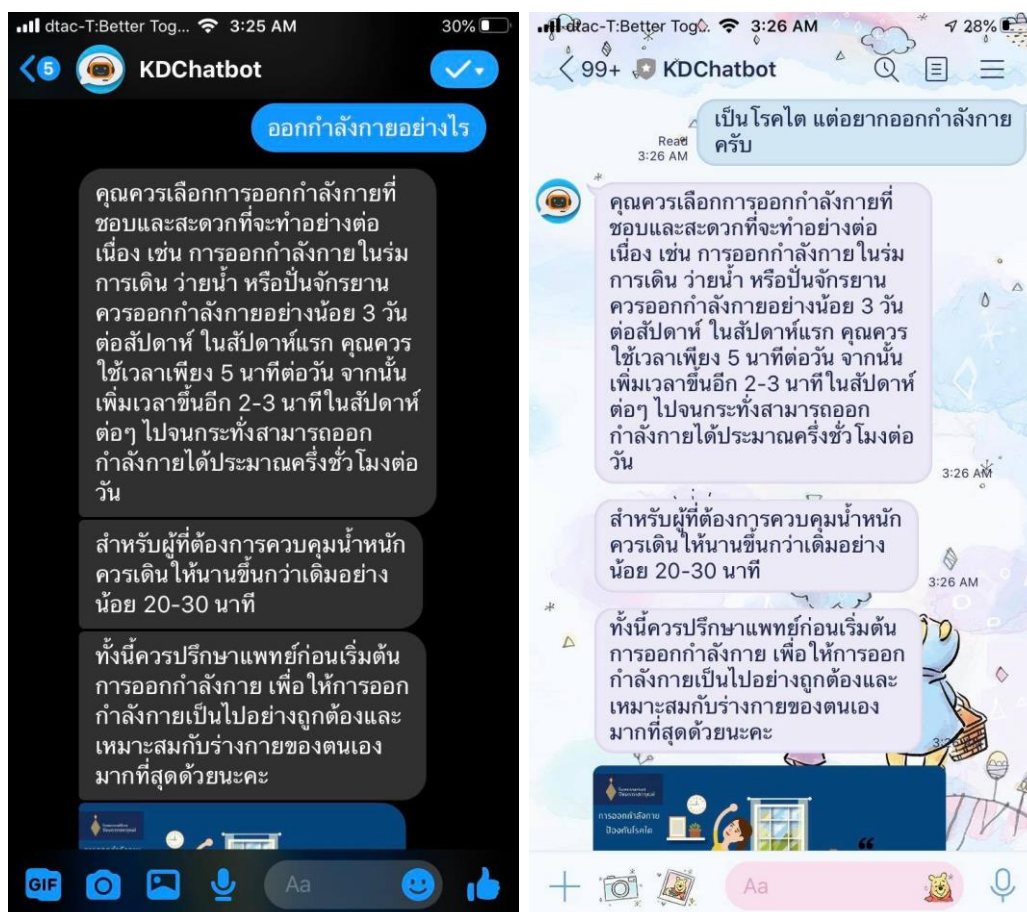 dtac-T:Better Tog... 3:25 AM 30%
5 KDChatbot
ออกกำลังกายอย่างไร
คุณควรเลือกการออกกำลังกายที่
ชอบและสะดวกที่จะทำอย่างต่อ
เนื่อง เช่น การออกกำลังกายในร่ม
การเดิน ว่ายน้ำ หรือปั่นจักรยาน
ควรออกกำลังกายอย่างน้อย 3 วัน
ต่อสัปดาห์ ในสัปดาห์แรก คุณควร
ใช้เวลาเพียง 5 นาทีต่อวัน จากนั้น
เพิ่มเวลาขึ้นอีก 2-3 นาทีในสัปดาห์
ต่อๆ ไปจนกระทั่งสามารถออก
กำลังกายได้ประมาณครึ่งชั่วโมงต่อ
วัน
สำหรับผู้ที่ต้องการควบคุมน้ำหนัก
ควรเดินให้นานขึ้นกว่าเดิมอย่าง
น้อย 20-30 นาที
ทั้งนี้ควรปรึกษาแพทย์ก่อนเริ่มต้น
การออกกำลังกาย เพื่อให้การออก
กำลังกายเป็นไปอย่างถูกต้องและ
เหมาะสมกับร่างกายของตนเอง
มากที่สุดด้วยนะคะ
GIF Aa
dtac-T:Better Tog... 3:26 AM 28%
99+ KDChatbot
เป็นโรคไต แต่อยากออกกำลังกาย
ครับ
Read
3:26 AM
คุณควรเลือกการออกกำลังกายที่
ชอบและสะดวกที่จะทำอย่างต่อ
เนื่อง เช่น การออกกำลังกายในร่ม
การเดิน ว่ายน้ำ หรือปั่นจักรยาน
ควรออกกำลังกายอย่างน้อย 3 วัน
ต่อสัปดาห์ ในสัปดาห์แรก คุณควร
ใช้เวลาเพียง 5 นาทีต่อวัน จากนั้น
เพิ่มเวลาขึ้นอีก 2-3 นาทีในสัปดาห์
ต่อๆ ไปจนกระทั่งสามารถออก
กำลังกายได้ประมาณครึ่งชั่วโมงต่อ
วัน
3:26 AM
สำหรับผู้ที่ต้องการควบคุมน้ำหนัก
ควรเดินให้นานขึ้นกว่าเดิมอย่าง
น้อย 20-30 นาที
3:26 AM
ทั้งนี้ควรปรึกษาแพทย์ก่อนเริ่มต้น
การออกกำลังกาย เพื่อให้การออก
กำลังกายเป็นไปอย่างถูกต้องและ
เหมาะสมกับร่างกายของตนเอง
มากที่สุดด้วยนะคะ
การออกกำลังกาย
ป้องกันโรคไต
Aa